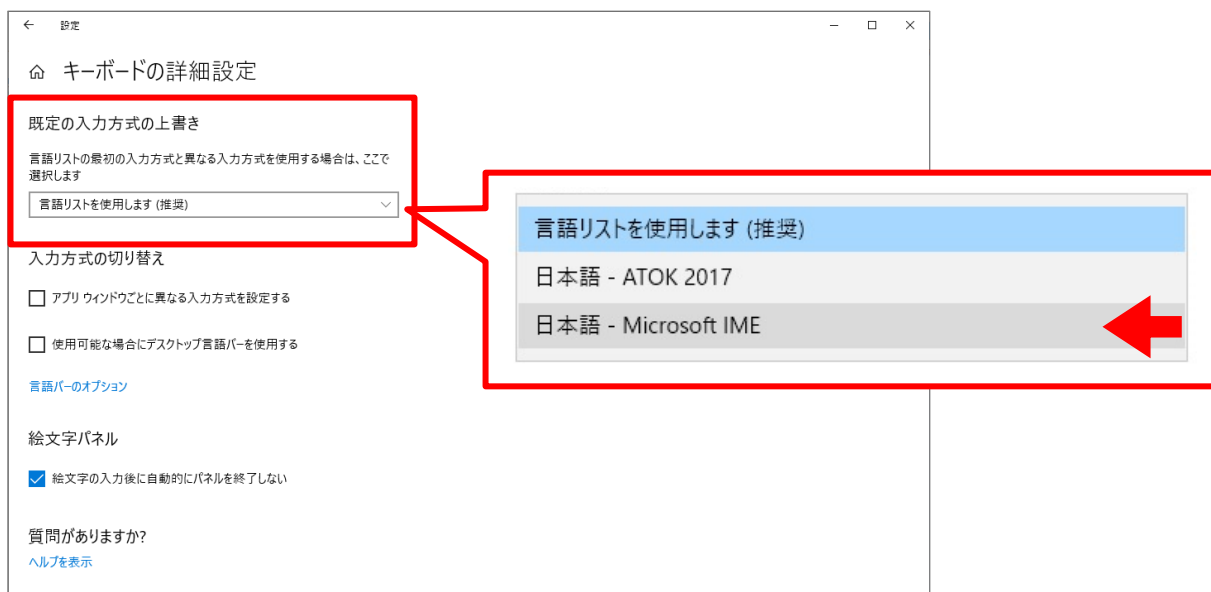 設定
キーボードの詳細設定
既定の入力方式の上書き
言語リストの最初の入力方式と異なる入力方式を使用する場合は、ここで
選択します
言語リストを使用します (推奨)
言語リストを使用します (推奨)
日本語 - ATOK 2017
日本語 - Microsoft IME
入力方式の切り替え
アプリ ウィンドウごとに異なる入力方式を設定する
使用可能な場合にデスクトップ言語バーを使用する
言語バーのオプション
絵文字パネル
絵文字の入力後に自動的にパネルを終了しない
質問がありますか?
ヘルプを表示